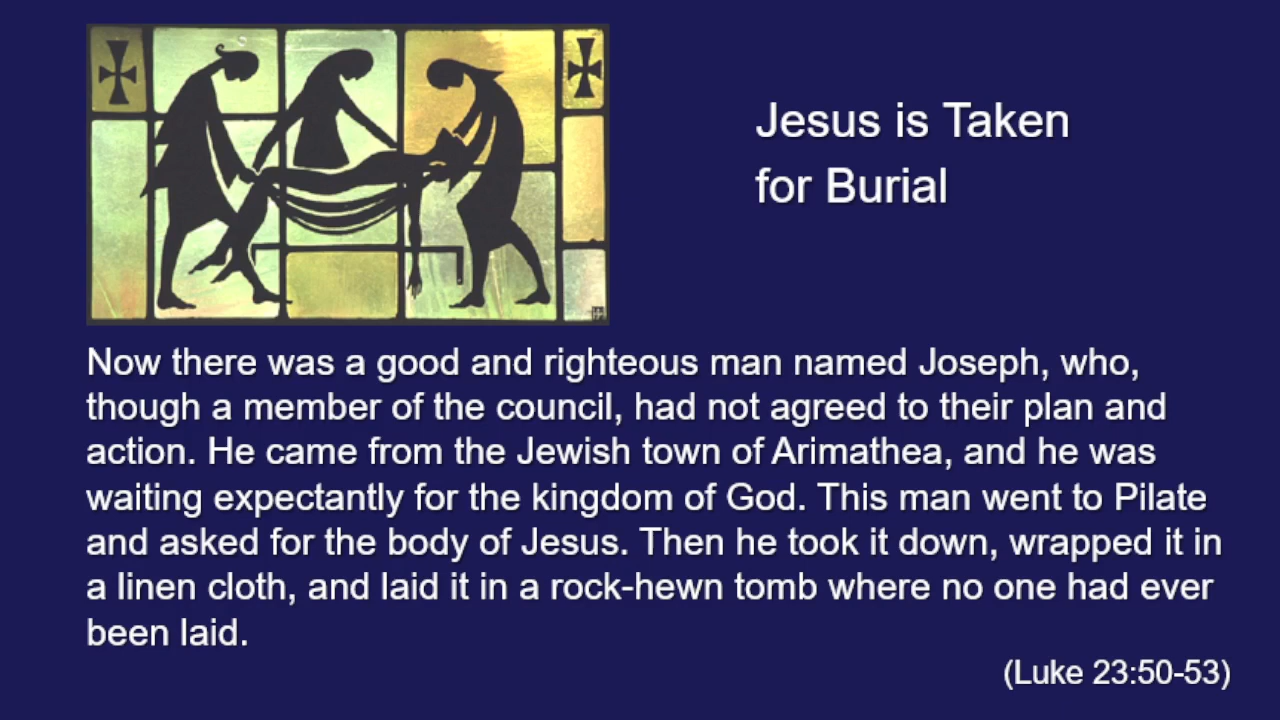 Jesus is Taken
for Burial
Now there was a good and righteous man named Joseph, who,
though a member of the council, had not agreed to their plan and
action. He came from the Jewish town of Arimathea, and he was
waiting expectantly for the kingdom of God. This man went to Pilate
and asked for the body of Jesus. Then he took it down, wrapped it in
a linen cloth, and laid it in a rock-hewn tomb where no one had ever
been laid.
(Luke 23:50-53)